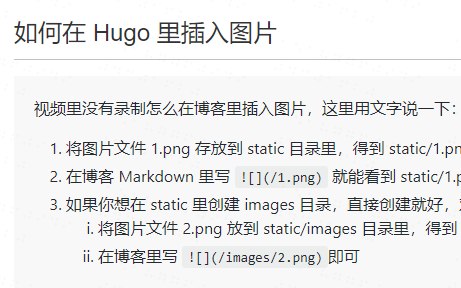 如何在 Hugo 里插入图片
视频里没有录制怎么在博客里插入图片，这里用文字说一下：
1. 将图片文件 1.png 存放到 static 目录里，得到 static/1.pn
2. 在博客 Markdown 里写 ![](/1.png) 就能看到 static/1.p
3. 如果你想在 static 里创建 images 目录，直接创建就好，
i. 将图片文件 2.png 放到 static/images 目录里，得到
ii. 在博客里写 ![](/images/2.png) 即可